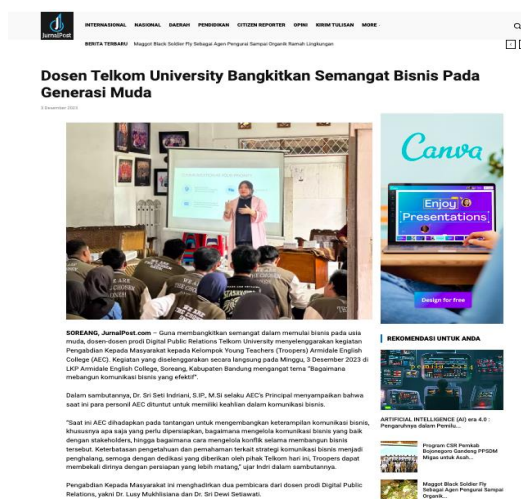 JurnalPost
INTERNASIONAL NASIONAL DAERAH PENDIDIKAN CITIZEN REPORTER OPINI KIRIM TULISAN MORE
BERITA TERBARU Maggot Black Soldier Fly Sebagai Agen Pengurai Sampai Organik Ramah Lingkungan
Dosen Telkom University Bangkitkan Semangat Bisnis Pada
Generasi Muda
3 Desember 2023
WE ARE
THE CHOSEN
SOREANG, JurnalPost.com – Guna membangkitkan semangat dalam memulai bisnis pada usia
muda, dosen-dosen prodi Digital Public Relations Telkom University menyelenggarakan kegiatan
Pengabdian Kepada Masyarakat kepada Kelompok Young Teachers (Troopers) Armidale English
College (AEC). Kegiatan yang diselenggarakan secara langsung pada Minggu, 3 Desember 2023 di
LKP Armidale English College, Soreang, Kabupaten Bandung mengangat tema "Bagaimana
mebangun komunikasi bisnis yang efektif".
Dalam sambutannya, Dr. Sri Seti Indriani, S.IP., M.Si selaku AEC's Principal menyampaikan bahwa
saat ini para personil AEC dituntut untuk memiliki keahlian dalam komunikasi bisnis.
"Saat ini AEC dihadapkan pada tantangan untuk mengembangkan keterampilan komunikasi bisnis,
khususnya apa saja yang perlu dipersiapkan, bagaimana mengelola komunikasi bisnis yang baik
dengan stakeholders, hingga bagaimana cara mengelola konflik selama membangun bisnis
tersebut. Keterbatasan pengetahuan dan pemahaman terkait strategi komunikasi bisnis menjadi
penghalang, semoga dengan dedikasi yang diberikan oleh pihak Telkom hari ini, Troopers dapat
membekali dirinya dengan persiapan yang lebih matang," ujar Indri dalam sambutannya.
Pengabdian Kepada Masyarakat ini menghadirkan dua pembicara dari dosen prodi Digital Public
Relations, yakni Dr. Lusy Mukhlisiana dan Dr. Sri Dewi Setiawati.
Canva
Enjoy
Presentations
Design for free
REKOMENDASI UNTUK ANDA
ARTIFICIAL INTELLIGENCE (AI) era 4.0 :
Pengaruhnya dalam Pemilu...
Program CSR Pemkab
Bojonegoro Gandeng PPSDM
Migas untuk Asah...
Maggot Black Soldier Fly
Sebagai Agen Pengurai Sampai
Organik...